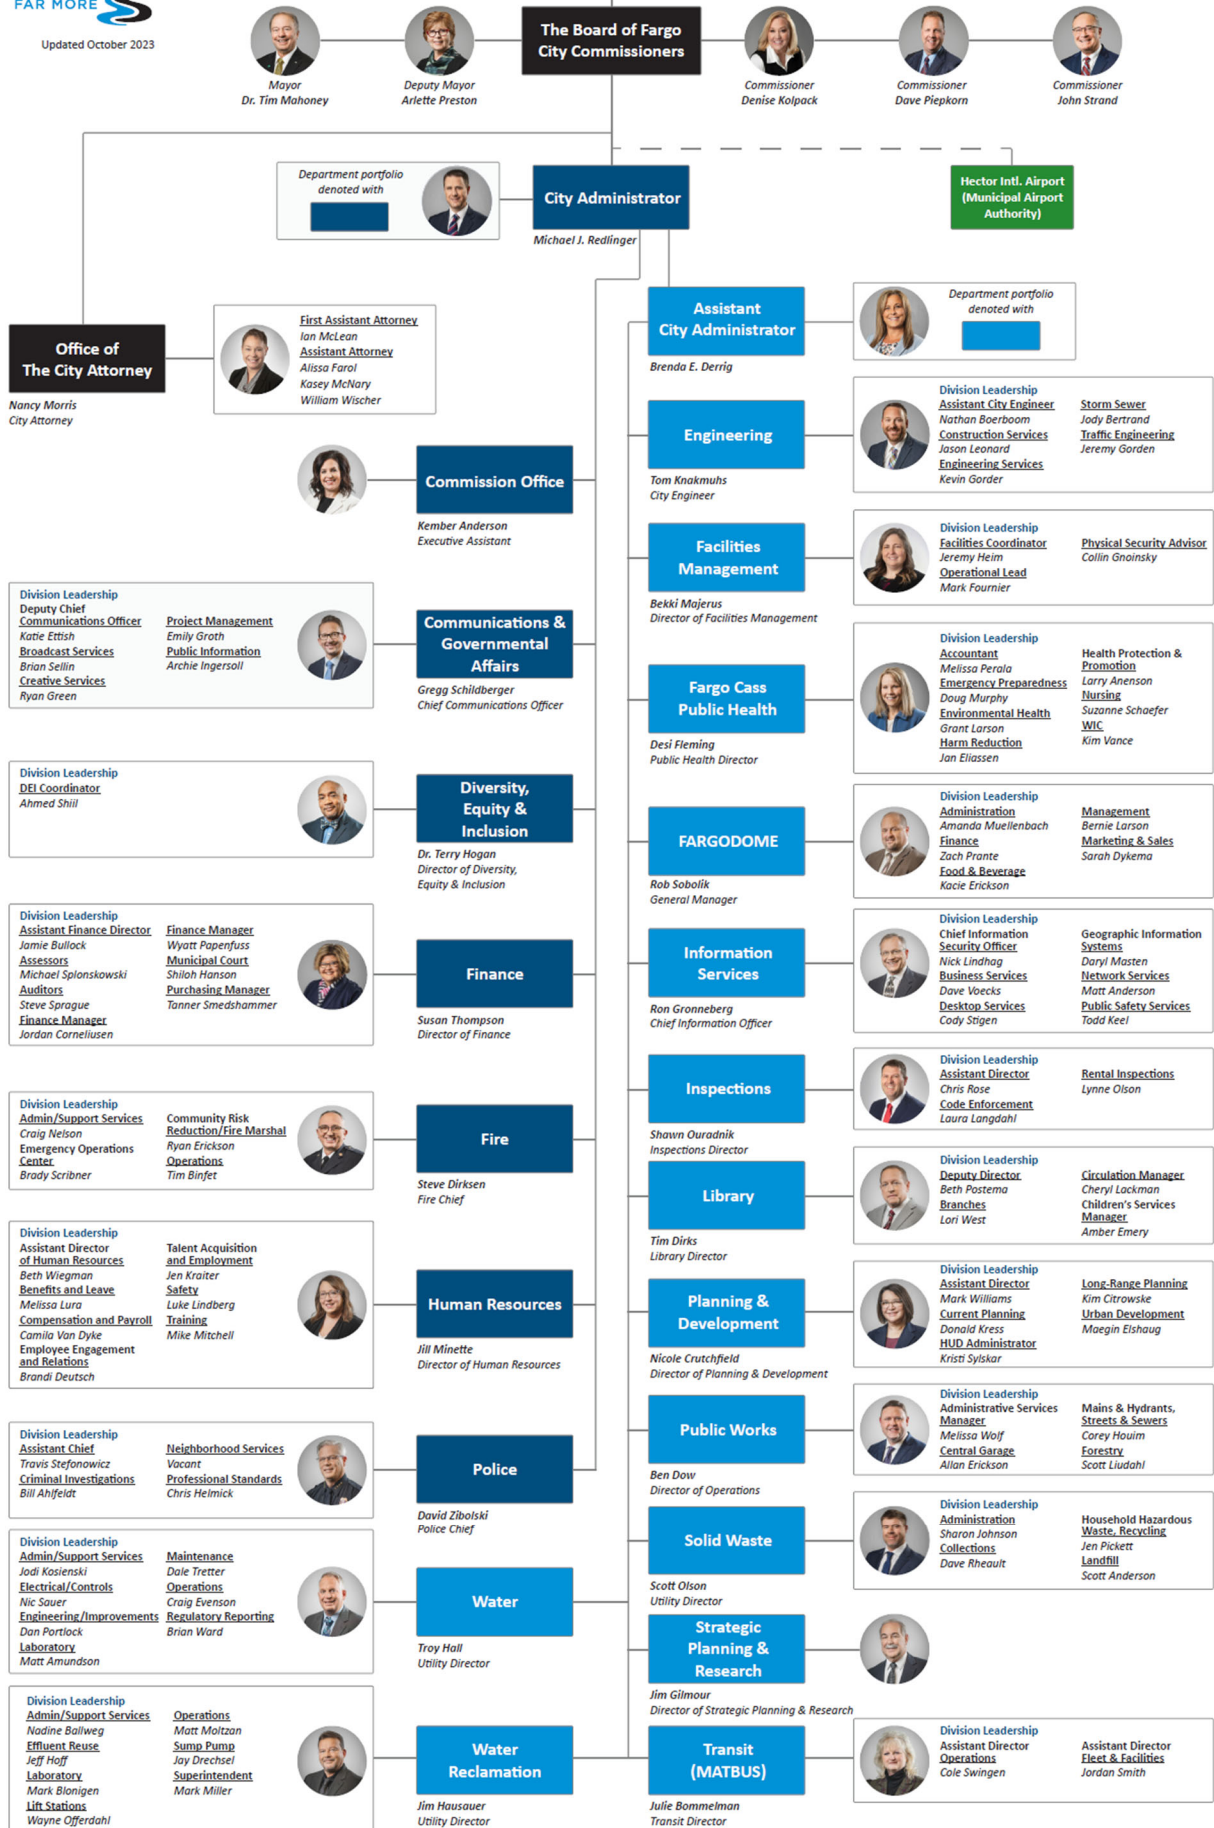 FAR MORE
Updated October 2023
The Board of Fargo
City Commissioners
Mayor
Dr. Tim Mahoney
Deputy Mayor
Arlette Preston
Commissioner
Denise Kolpack
Commissioner
Dave Piepkorn
Commissioner
John Strand
Department portfolio
denoted with
City Administrator
Michael J. Redlinger
Hector Intl. Airport
(Municipal Airport
Authority)
Office of
The City Attorney
Nancy Morris
City Attorney
First Assistant Attorney
Ian McLean
Assistant Attorney
Alissa Farol
Kasey McNary
William Wischer
Assistant
City Administrator
Brenda E. Derrig
Department portfolio
denoted with
Commission Office
Kember Anderson
Executive Assistant
Division Leadership
Deputy Chief
Communications Officer
Katie Ettish
Broadcast Services
Brian Sellin
Creative Services
Ryan Green
Project Management
Emily Groth
Public Information
Archie Ingersoll
Communications &
Governmental
Affairs
Gregg Schildberger
Chief Communications Officer
Division Leadership
DEI Coordinator
Ahmed Shiil
Diversity,
Equity &
Inclusion
Dr. Terry Hogan
Director of Diversity,
Equity & Inclusion
Division Leadership
Assistant Finance Director
Jamie Bullock
Assessors
Michael Splonskowski
Auditors
Steve Sprague
Finance Manager
Jordan Corneliusen
Finance Manager
Wyatt Papenfuss
Municipal Court
Shiloh Hanson
Purchasing Manager
Tanner Smedshammer
Finance
Susan Thompson
Director of Finance
Division Leadership
Admin/Support Services
Craig Nelson
Emergency Operations
Center
Brady Scribner
Community Risk
Reduction/Fire Marshal
Ryan Erickson
Operations
Tim Binfet
Fire
Steve Dirksen
Fire Chief
Division Leadership
Assistant Director
of Human Resources
Beth Wiegman
Benefits and Leave
Melissa Lura
Compensation and Payroll
Camila Van Dyke
Employee Engagement
and Relations
Brandi Deutsch
Talent Acquisition
and Employment
Jen Kraiter
Safety
Luke Lindberg
Training
Mike Mitchell
Human Resources
Jill Minette
Director of Human Resources
Division Leadership
Assistant Chief
Travis Stefonowicz
Criminal Investigations
Bill Ahlfeldt
Neighborhood Services
Vacant
Professional Standards
Chris Helmick
Police
David Zibolski
Police Chief
Division Leadership
Admin/Support Services
Jodi Kosienski
Electrical/Controls
Nic Sauer
Engineering/Improvements
Dan Portlock
Laboratory
Matt Amundson
Maintenance
Dale Tretter
Operations
Craig Evenson
Regulatory Reporting
Brian Ward
Water
Troy Hall
Utility Director
Division Leadership
Admin/Support Services
Nadine Ballweg
Effluent Reuse
Jeff Hoff
Laboratory
Mark Blonigen
Lift Stations
Wayne Offerdahl
Operations
Matt Moltzan
Sump Pump
Jay Drechsel
Superintendent
Mark Miller
Water
Reclamation
Jim Hausauer
Utility Director
Engineering
Tom Knakmuhs
City Engineer
Division Leadership
Assistant City Engineer
Nathan Boerboom
Construction Services
Jason Leonard
Engineering Services
Kevin Gorder
Storm Sewer
Jody Bertrand
Traffic Engineering
Jeremy Gorden
Facilities
Management
Bekki Majerus
Director of Facilities Management
Division Leadership
Facilities Coordinator
Jeremy Heim
Operational Lead
Mark Fournier
Physical Security Advisor
Collin Gnoinsky
Fargo Cass
Public Health
Desi Fleming
Public Health Director
Division Leadership
Accountant
Melissa Perala
Emergency Preparedness
Doug Murphy
Environmental Health
Grant Larson
Harm Reduction
Jan Eliassen
Health Protection &
Promotion
Larry Anenson
Nursing
Suzanne Schaefer
WIC
Kim Vance
FARGODOME
Rob Sobolik
General Manager
Division Leadership
Administration
Amanda Muellenbach
Finance
Zach Prante
Food & Beverage
Kacie Erickson
Management
Bernie Larson
Marketing & Sales
Sarah Dykema
Information
Services
Ron Gronneberg
Chief Information Officer
Division Leadership
Chief Information
Security Officer
Nick Lindhag
Business Services
Dave Voecks
Desktop Services
Cody Stigen
Geographic Information
Systems
Daryl Masten
Network Services
Matt Anderson
Public Safety Services
Todd Keel
Inspections
Shawn Ouradnik
Inspections Director
Division Leadership
Assistant Director
Chris Rose
Code Enforcement
Laura Langdahl
Rental Inspections
Lynne Olson
Library
Tim Dirks
Library Director
Division Leadership
Deputy Director
Beth Postema
Branches
Lori West
Circulation Manager
Cheryl Lackman
Children's Services
Manager
Amber Emery
Planning &
Development
Nicole Crutchfield
Director of Planning & Development
Division Leadership
Assistant Director
Mark Williams
Current Planning
Donald Kress
HUD Administrator
Kristi Sylskar
Long-Range Planning
Kim Citrowske
Urban Development
Maegin Elshaug
Public Works
Ben Dow
Director of Operations
Division Leadership
Administrative Services
Manager
Melissa Wolf
Central Garage
Allan Erickson
Mains & Hydrants,
Streets & Sewers
Corey Houim
Forestry
Scott Liudahl
Solid Waste
Scott Olson
Utility Director
Division Leadership
Administration
Sharon Johnson
Collections
Dave Rheault
Household Hazardous
Waste, Recycling
Jen Pickett
Landfill
Scott Anderson
Strategic
Planning &
Research
Jim Gilmour
Director of Strategic Planning & Research
Transit
(MATBUS)
Julie Bommelman
Transit Director
Division Leadership
Assistant Director
Operations
Cole Swingen
Assistant Director
Fleet & Facilities
Jordan Smith